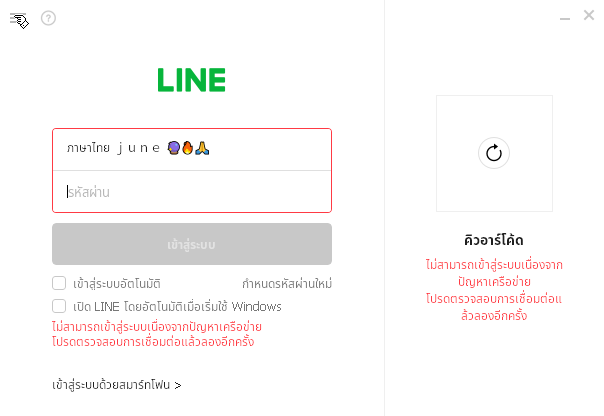 LINE
ภาษาไทย ｊｕｎｅ 🔮🔥🙏
รหัสผ่าน
เข้าสู่ระบบ
เข้าสู่ระบบอัตโนมัติ
กำหนดรหัสผ่านใหม่
เปิด LINE โดยอัตโนมัติเมื่อเริ่มใช้ Windows
ไม่สามารถเข้าสู่ระบบเนื่องจากปัญหาเครือข่าย
โปรดตรวจสอบการเชื่อมต่อแล้วลองอีกครั้ง
เข้าสู่ระบบด้วยสมาร์ทโฟน >
คิวอาร์โค้ด
ไม่สามารถเข้าสู่ระบบเนื่องจาก
ปัญหาเครือข่าย
โปรดตรวจสอบการเชื่อมต่อแ
ล้วลองอีกครั้ง